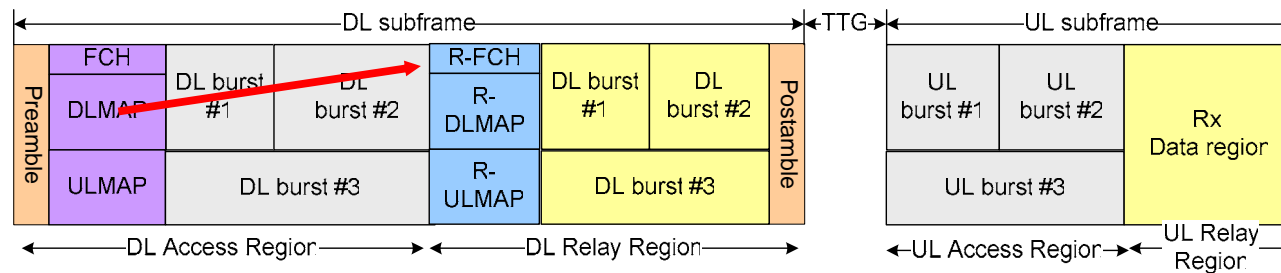 DL subframe
TTG
UL subframe
Preamble
FCH
DLMAP
ULMAP
DL burst
#1
DL
burst #2
DL burst #3
R-FCH
R-
DLMAP
R-
ULMAP
DL burst
#1
DL
burst #2
DL burst #3
Postamble
UL
burst #1
UL
burst #2
UL burst #3
Rx
Data region
DL Access Region
DL Relay Region
UL Access Region
UL Relay
Region